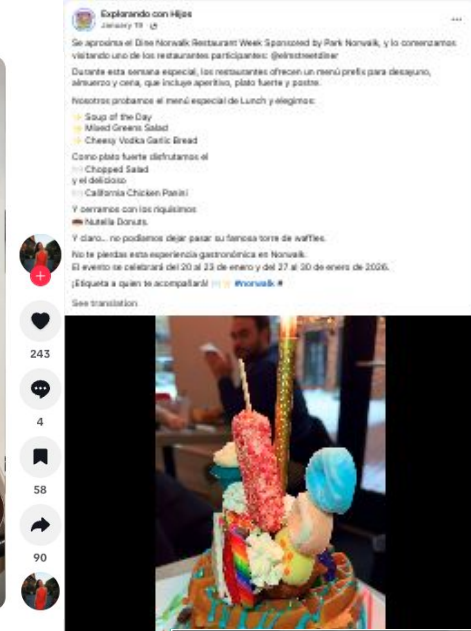 Explorando con Hijos
January 19
Se aproxima el Dine Norwalk Restaurant Week Sponsored by Park Norwalk, y lo comenzamos
visitando uno de los restaurantes participantes: @elmstreetdiner
Durante esta semana especial, los restaurantes ofrecen un menú prefix para desayuno,
almuerzo y cena, que incluye aperitivo, plato fuerte y postre.
Nosotros probamos el menú especial de Lunch y elegimos:
Soup of the Day
Mixed Greens Salad
Cheesy Vodka Garlic Bread
Como plato fuerte disfrutamos el
Chopped Salad
y el delicioso
California Chicken Panini
Y cerramos con los riquísimos
Nutella Donuts.
Y claro... no podíamos dejar pasar su famosa torre de waffles.
No te pierdas esta experiencia gastronómica en Norwalk.
El evento se celebrará del 20 al 23 de enero y del 27 al 30 de enero de 2026.
¡Etiqueta a quien te acompañará! #norwalk #
See translation
243
4
58
90